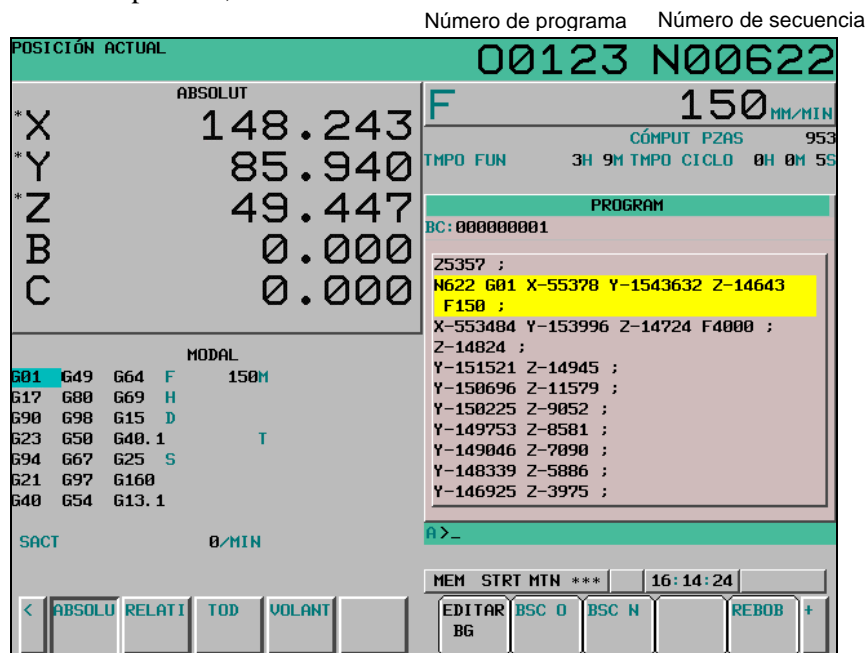 Número de programa Número de secuencia
POSICIÓN ACTUAL
O0123 N00622
ABSOLUT
*X 148.243
*Y 85.940
*Z 49.447
B 0.000
C 0.000
F 150 MM/MIN
CÓMPUT PZAS 953
TMPO FUN 3H 9M TMPO CICLO 0H 0M 5S
PROGRAM
BC:000000001
Z5357 ;
N622 G01 X-55378 Y-1543632 Z-14643
F150 ;
X-553484 Y-153996 Z-14724 F4000 ;
Z-14824 ;
Y-151521 Z-14945 ;
Y-150696 Z-11579 ;
Y-150225 Z-9052 ;
Y-149753 Z-8581 ;
Y-149046 Z-7090 ;
Y-148339 Z-5886 ;
Y-146925 Z-3975 ;
MODAL
G01 G49 G64 F 150M
G17 G80 G69 H
G90 G98 G15 D
G23 G50 G40.1 T
G94 G67 G25 S
G21 G97 G160
G40 G54 G13.1
SACT 0/MIN
A>_
MEM STRT MTN *** 16:14:24
< ABSOLU RELATI TOD VOLANT
EDITAR BG BSC O BSC N REBOB +